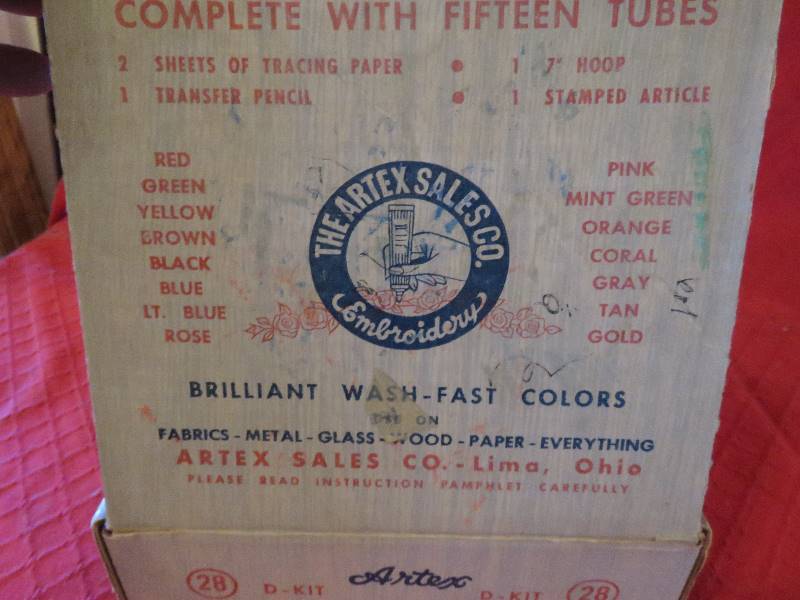 COMPLETE WITH FIFTEEN TUBES
2 SHEETS OF TRACING PAPER • 1 7" HOOP
1 TRANSFER PENCIL • 1 STAMPED ARTICLE
RED
GREEN
YELLOW
BROWN
BLACK
BLUE
LT. BLUE
ROSE
THE ARTEX SALES CO.
Embroidery
PINK
MINT GREEN
ORANGE
CORAL
GRAY
TAN
GOLD
BRILLIANT WASH-FAST COLORS
USE ON
FABRICS - METAL - GLASS - WOOD - PAPER - EVERYTHING
ARTEX SALES CO. - Lima, Ohio
PLEASE READ INSTRUCTION PAMPHLET CAREFULLY
28 D-KIT Artex D-KIT 28